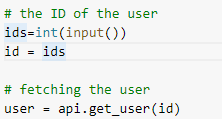 # the ID of the user
ids=int(input())
id = ids
# fetching the user
user = api.get_user(id)